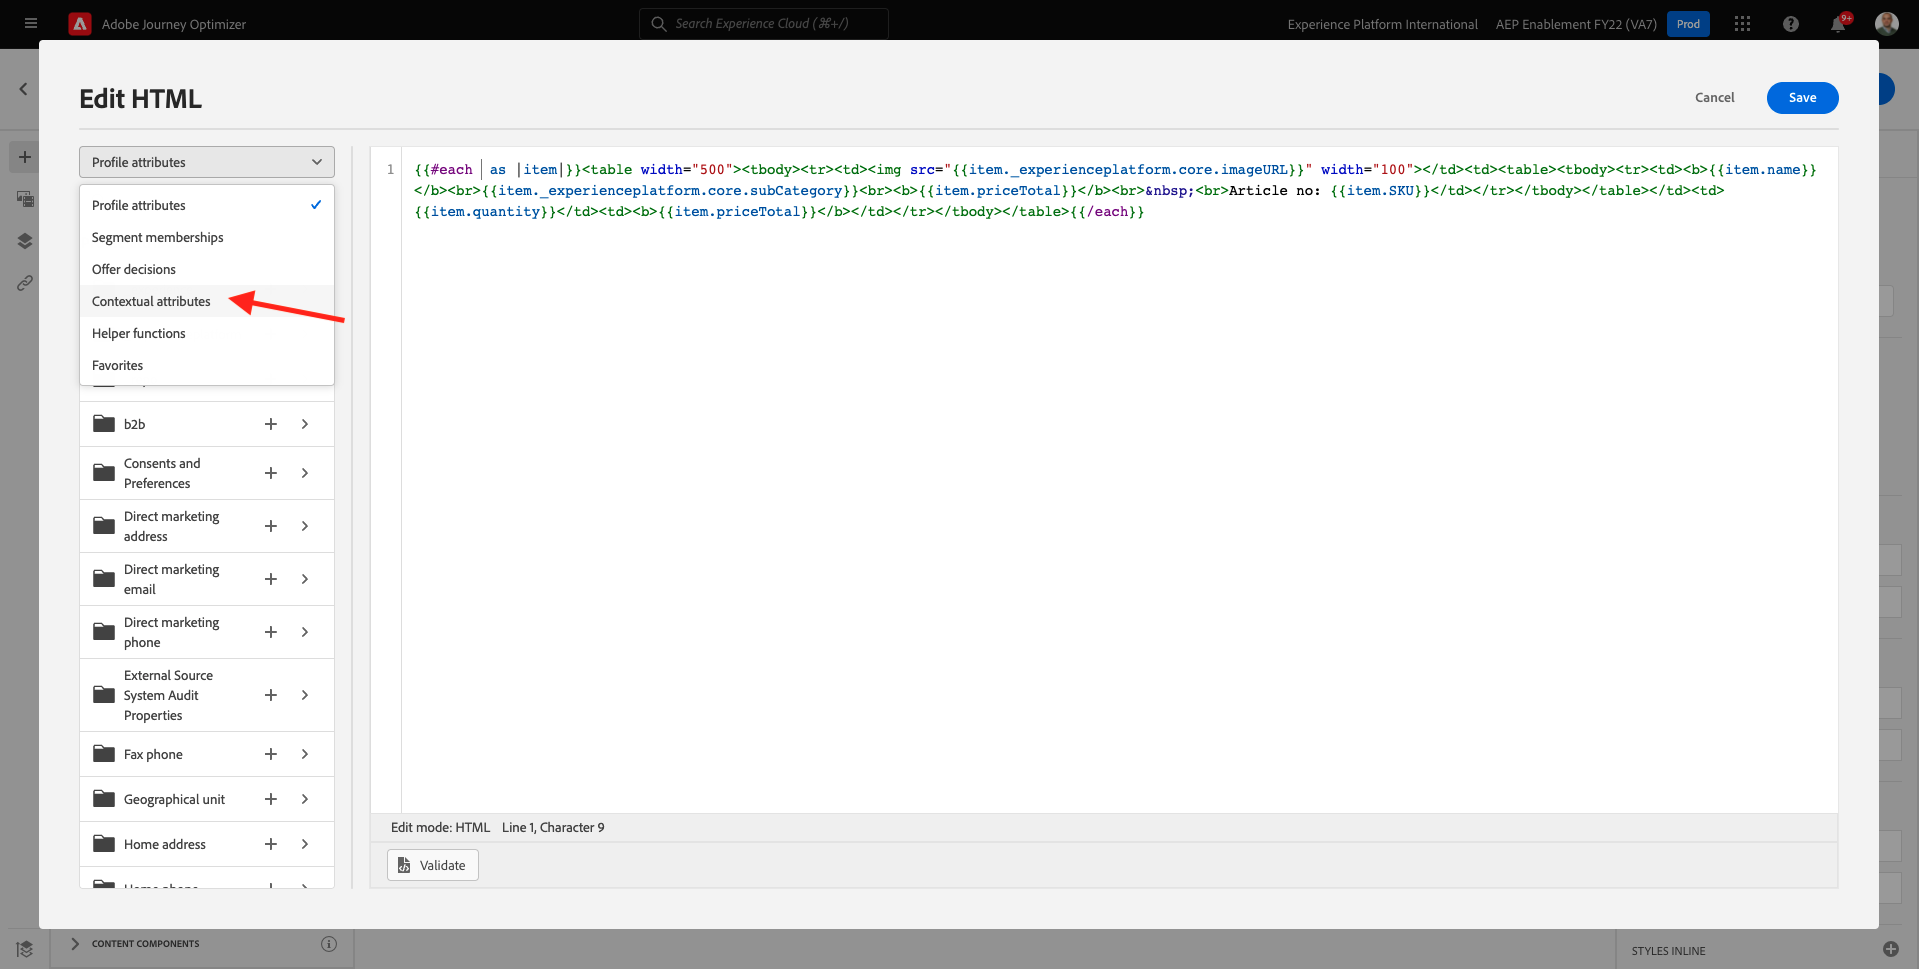 Adobe Journey Optimizer
Search Experience Cloud (⌘+/)
Experience Platform International
AEP Enablement FY22 (VA7)
Prod
9+
Edit HTML
Cancel
Save
Profile attributes
Profile attributes
Segment memberships
Offer decisions
Contextual attributes
Helper functions
Favorites
b2b
Consents and
Preferences
Direct marketing
address
Direct marketing
email
Direct marketing
phone
External Source
System Audit
Properties
Fax phone
Geographical unit
Home address
1
{{#each | as |item|}}<table width="500"><tbody><tr><td><img src="{{item._experienceplatform.core.imageURL}}" width="100"></td><td><table><tbody><tr><td><b>{{item.name}}
</b><br>{{item._experienceplatform.core.subCategory}}<br><b>{{item.priceTotal}}</b><br>&nbsp;<br>Article no: {{item.SKU}}</td></tr></tbody></table></td><td>
{{item.quantity}}</td><td><b>{{item.priceTotal}}</b></td></tr></tbody></table>{{/each}}
Edit mode: HTML Line 1, Character 9
Validate
CONTENT COMPONENTS
STYLES INLINE